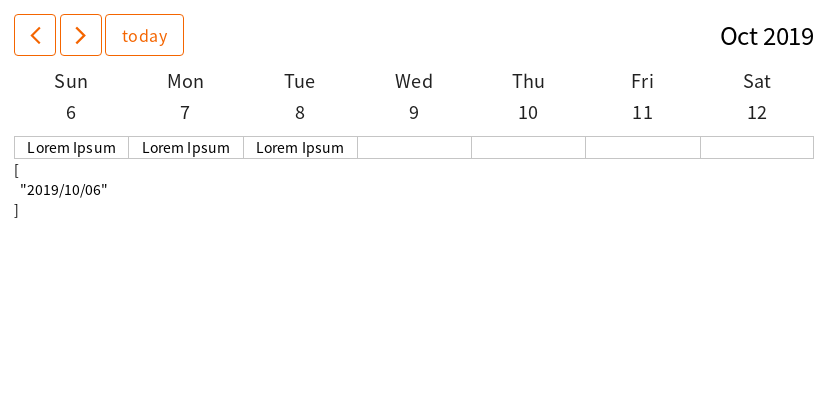 today Oct 2019
Sun Mon Tue Wed Thu Fri Sat
6 7 8 9 10 11 12
Lorem Ipsum Lorem Ipsum Lorem Ipsum
[
"2019/10/06"
]